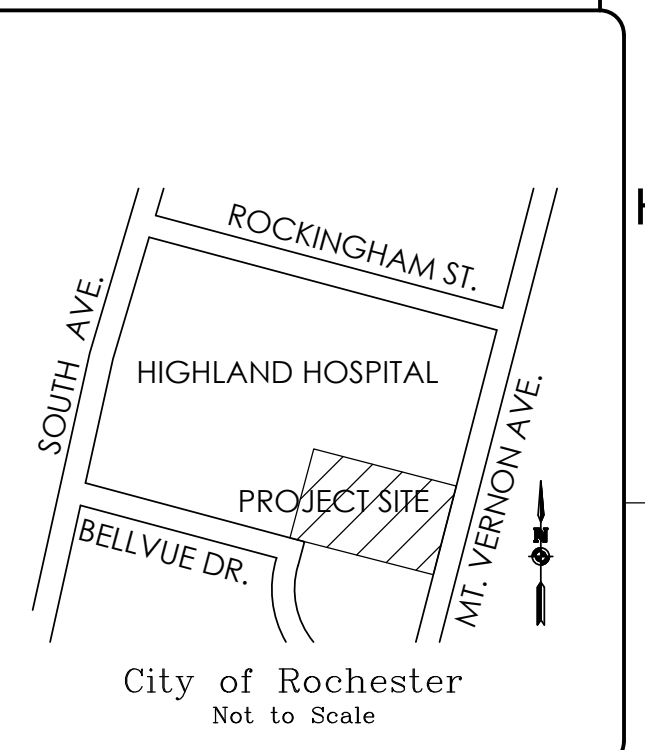 ROCKINGHAM ST.
SOUTH AVE.
HIGHLAND HOSPITAL
MT. VERNON AVE.
PROJECT SITE
BELLVUE DR.
N
City of Rochester
Not to Scale